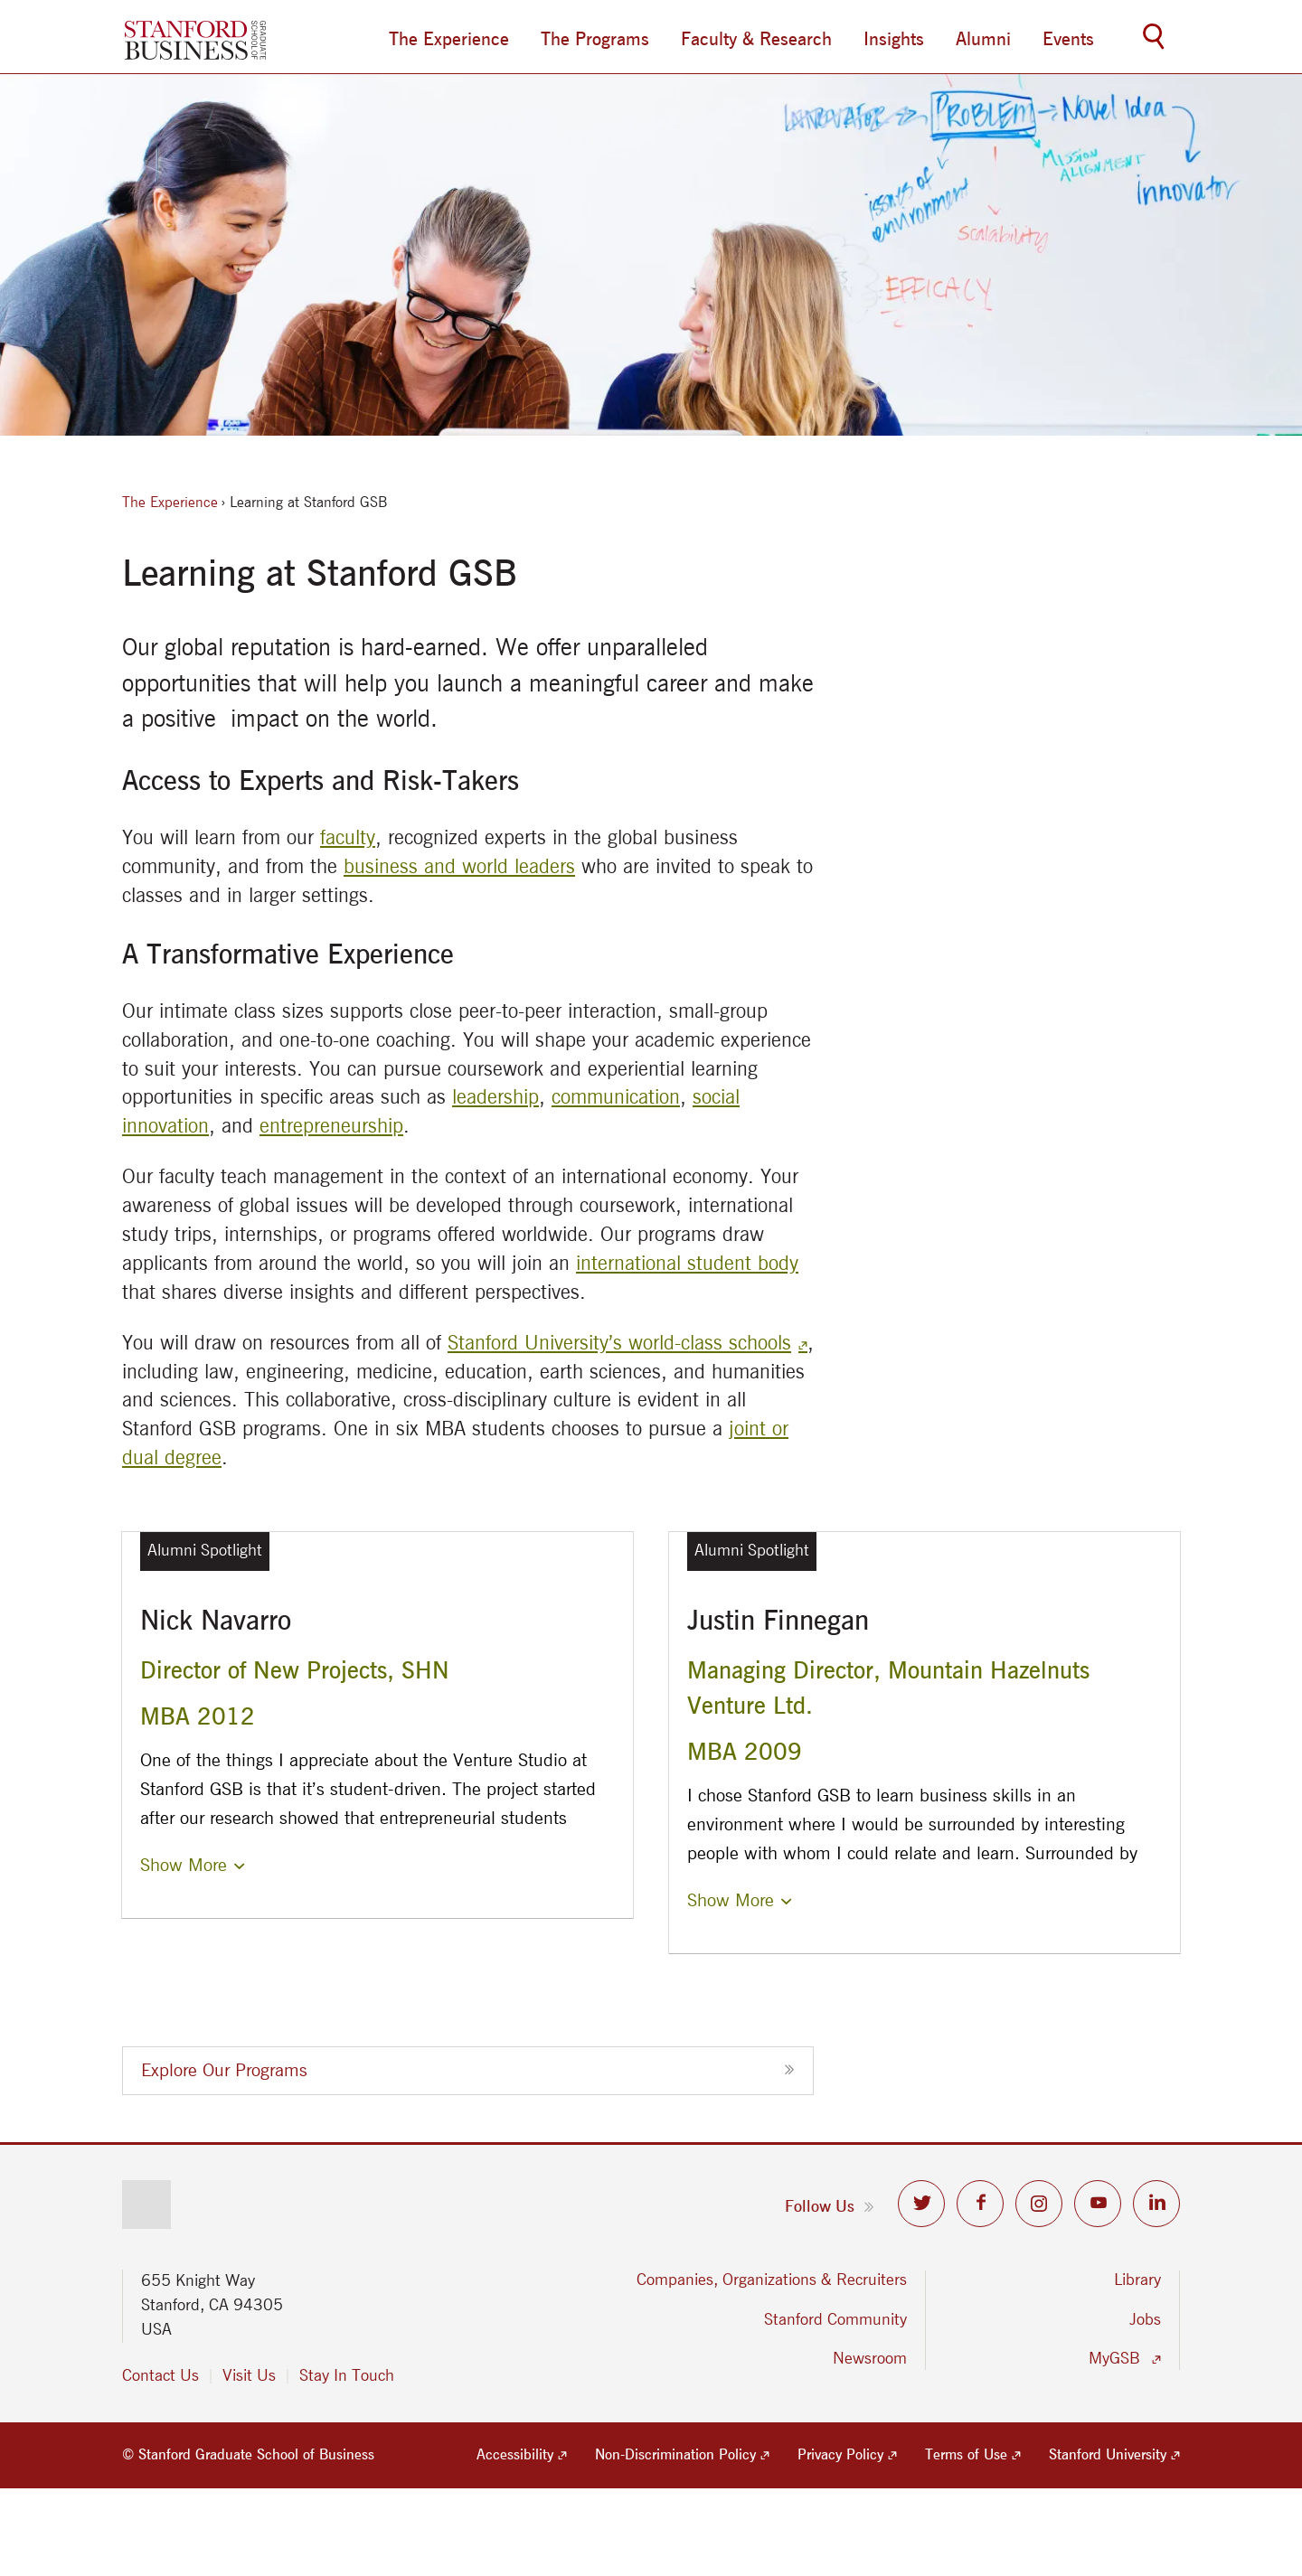 STANFORD
BUSINESS
GRADUATE
SCHOOL OF
The Experience
The Programs
Faculty & Research
Insights
Alumni
Events
INNOVATOR
PROBLEM
Novel Idea
MISSION
ALIGNMENT
innovator
issues of
environment
scalability
EFFICACY
The Experience › Learning at Stanford GSB
Learning at Stanford GSB
Our global reputation is hard-earned. We offer unparalleled
opportunities that will help you launch a meaningful career and make
a positive  impact on the world.
Access to Experts and Risk-Takers
You will learn from our faculty, recognized experts in the global business
community, and from the business and world leaders who are invited to speak to
classes and in larger settings.
A Transformative Experience
Our intimate class sizes supports close peer-to-peer interaction, small-group
collaboration, and one-to-one coaching. You will shape your academic experience
to suit your interests. You can pursue coursework and experiential learning
opportunities in specific areas such as leadership, communication, social
innovation, and entrepreneurship.
Our faculty teach management in the context of an international economy. Your
awareness of global issues will be developed through coursework, international
study trips, internships, or programs offered worldwide. Our programs draw
applicants from around the world, so you will join an international student body
that shares diverse insights and different perspectives.
You will draw on resources from all of Stanford University’s world-class schools ,
including law, engineering, medicine, education, earth sciences, and humanities
and sciences. This collaborative, cross-disciplinary culture is evident in all
Stanford GSB programs. One in six MBA students chooses to pursue a joint or
dual degree.
Alumni Spotlight
Nick Navarro
Director of New Projects, SHN
MBA 2012
One of the things I appreciate about the Venture Studio at
Stanford GSB is that it’s student-driven. The project started
after our research showed that entrepreneurial students
Show More
Alumni Spotlight
Justin Finnegan
Managing Director, Mountain Hazelnuts
Venture Ltd.
MBA 2009
I chose Stanford GSB to learn business skills in an
environment where I would be surrounded by interesting
people with whom I could relate and learn. Surrounded by
Show More
Explore Our Programs
Follow Us
655 Knight Way
Stanford, CA 94305
USA
Contact Us
Visit Us
Stay In Touch
Companies, Organizations & Recruiters
Stanford Community
Newsroom
Library
Jobs
MyGSB
© Stanford Graduate School of Business
Accessibility
Non-Discrimination Policy
Privacy Policy
Terms of Use
Stanford University